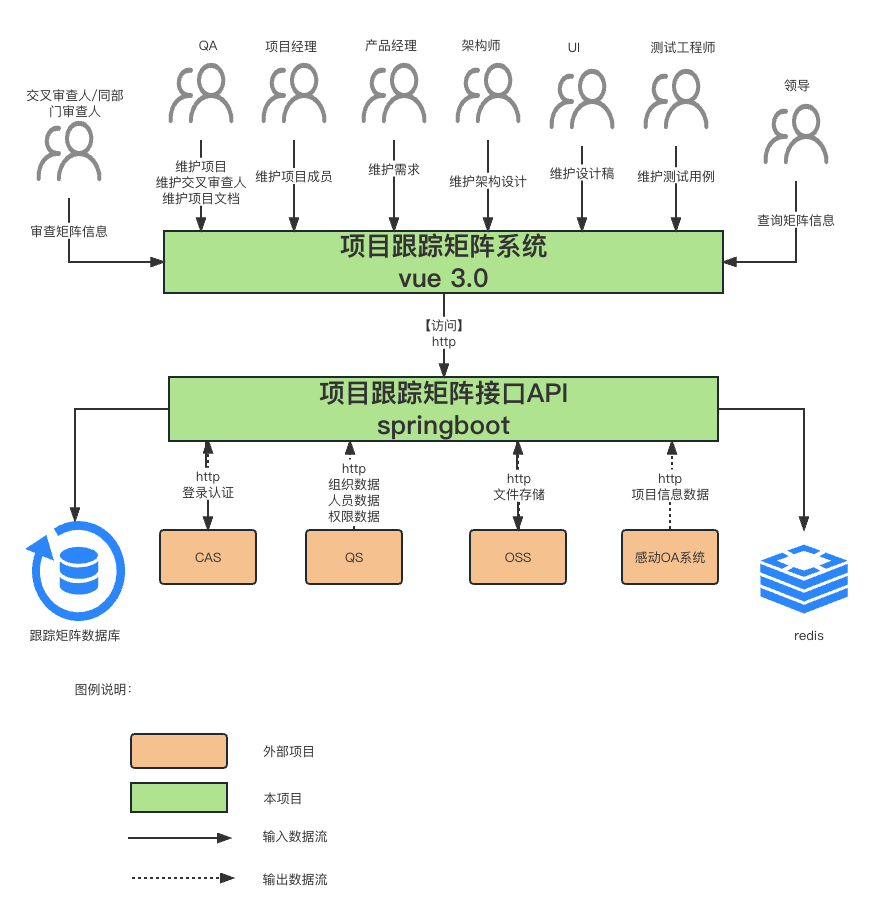 QA
项目经理
产品经理
架构师
UI
测试工程师
交叉审查人/同部
门审查人
领导
维护项目
维护交叉审查人
维护项目文档
维护项目成员
维护需求
维护架构设计
维护设计稿
维护测试用例
审查矩阵信息
查询矩阵信息
项目跟踪矩阵系统
vue 3.0
【访问】
http
项目跟踪矩阵接口API
springboot
http
登录认证
http
组织数据
人员数据
权限数据
http
文件存储
http
项目信息数据
CAS
QS
OSS
感动OA系统
跟踪矩阵数据库
redis
图例说明：
外部项目
本项目
输入数据流
输出数据流